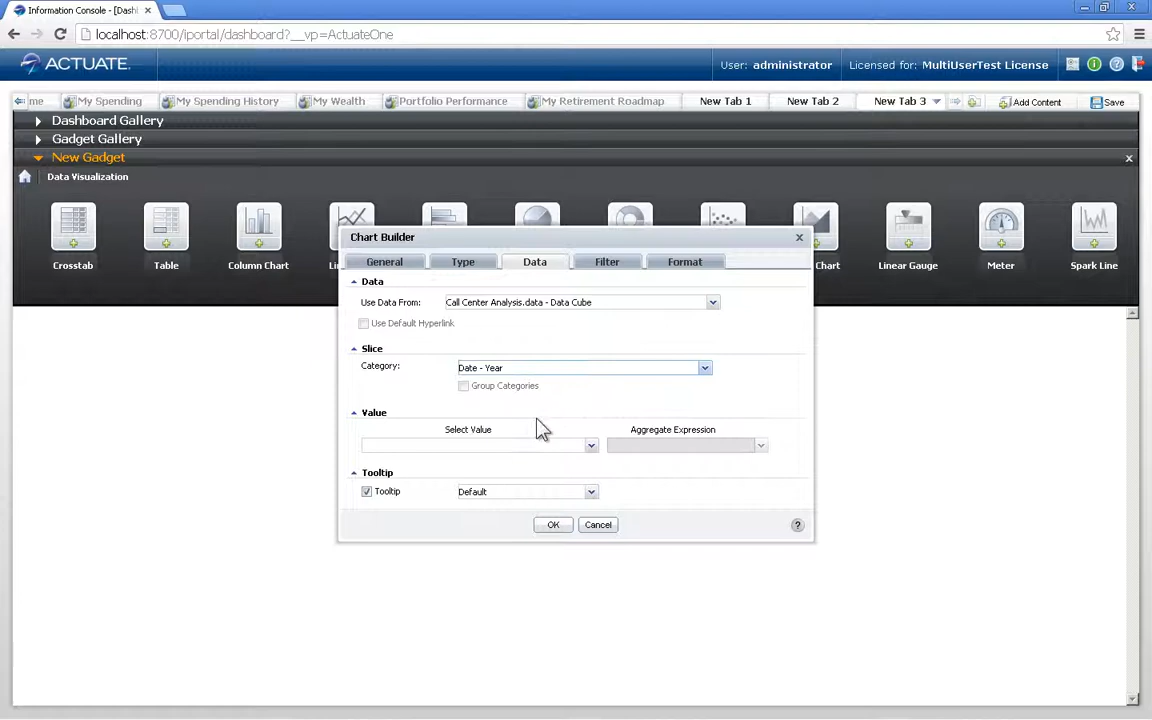 Information Console - [Dashl
localhost:8700/iportal/dashboard?__vp=ActuateOne
ACTUATE.
User: administrator
Licensed for: MultiUserTest License
me
My Spending
My Spending History
My Wealth
Portfolio Performance
My Retirement Roadmap
New Tab 1
New Tab 2
New Tab 3
Add Content
Save
Dashboard Gallery
Gadget Gallery
New Gadget
Data Visualization
Crosstab
Table
Column Chart
Li
Chart
Linear Gauge
Meter
Spark Line
Chart Builder
General
Type
Data
Filter
Format
Data
Use Data From:
Call Center Analysis.data - Data Cube
Use Default Hyperlink
Slice
Category:
Date - Year
Group Categories
Value
Select Value
Aggregate Expression
Tooltip
Tooltip
Default
OK
Cancel
?